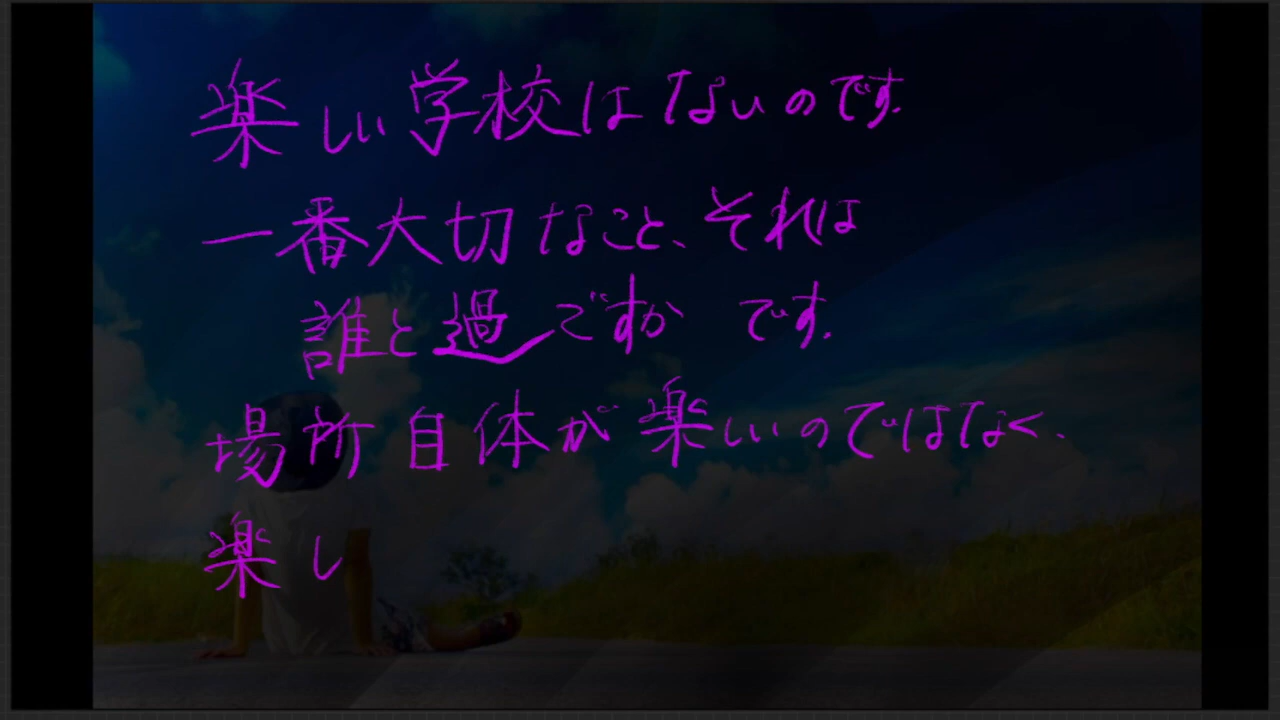 楽しい学校はないのです.
一番大切なこと、それは
誰と過ごすか です.
場所自体が楽しいのではなく、
楽し